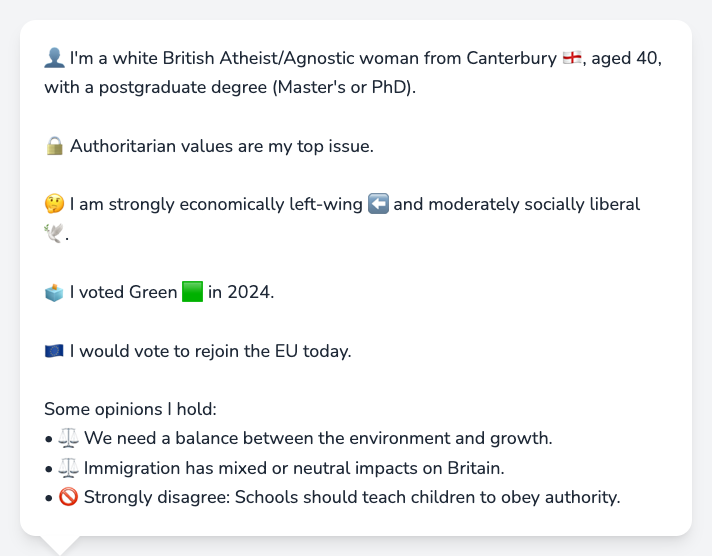 👤 I'm a white British Atheist/Agnostic woman from Canterbury 🏴󠁧󠁢󠁥󠁮󠁧󠁿, aged 40,
with a postgraduate degree (Master's or PhD).
🔒 Authoritarian values are my top issue.
🤔 I am strongly economically left-wing ⬅️ and moderately socially liberal
🕊️.
🗳️ I voted Green 🟩 in 2024.
🇪🇺 I would vote to rejoin the EU today.
Some opinions I hold:
• ⚖️ We need a balance between the environment and growth.
• ⚖️ Immigration has mixed or neutral impacts on Britain.
• 🚫 Strongly disagree: Schools should teach children to obey authority.